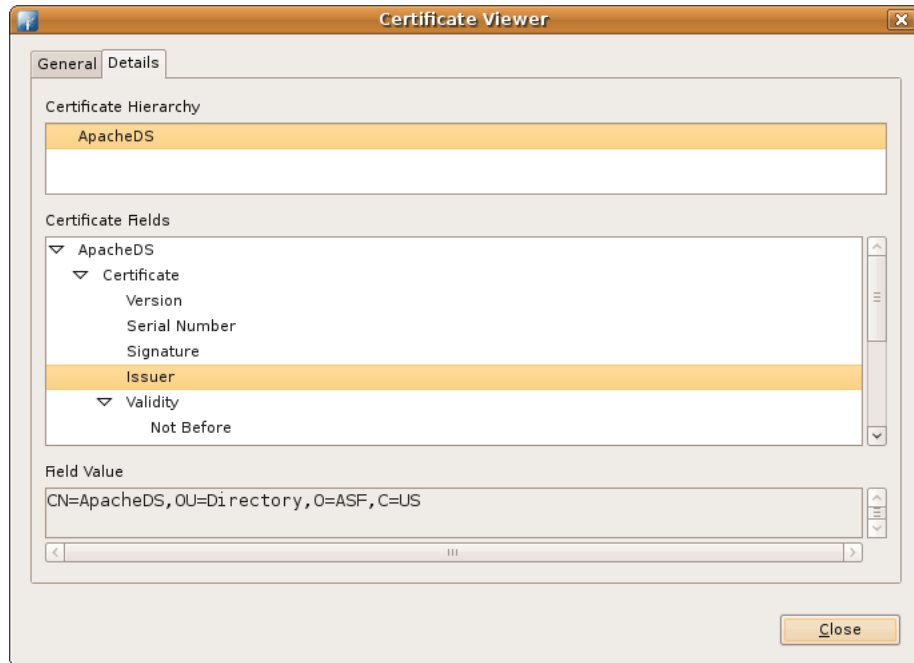 Certificate Viewer
General Details
Certificate Hierarchy
ApacheDS
Certificate Fields
ApacheDS
Certificate
Version
Serial Number
Signature
Issuer
Validity
Not Before
Field Value
CN=ApacheDS,OU=Directory,O=ASF,C=US
Close